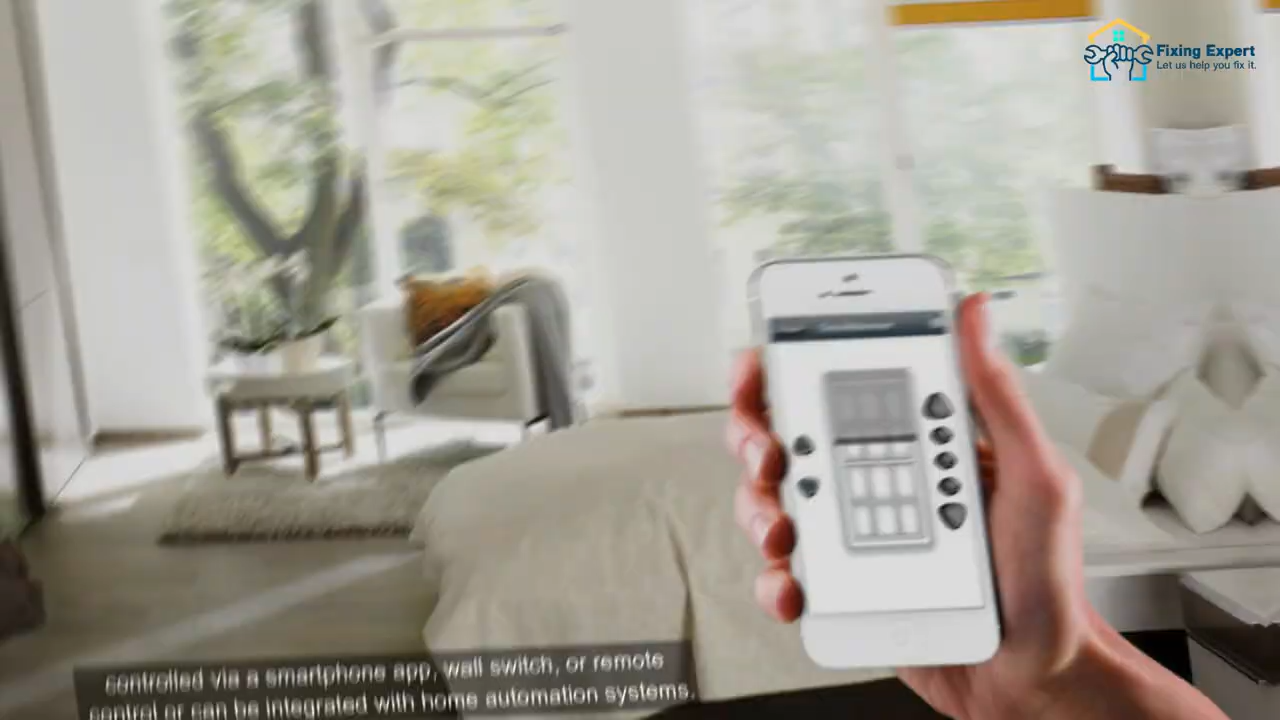 Fixing Expert
Let us help you fix it.
controlled via a smartphone app, wall switch, or remote
control or can be integrated with home automation systems.